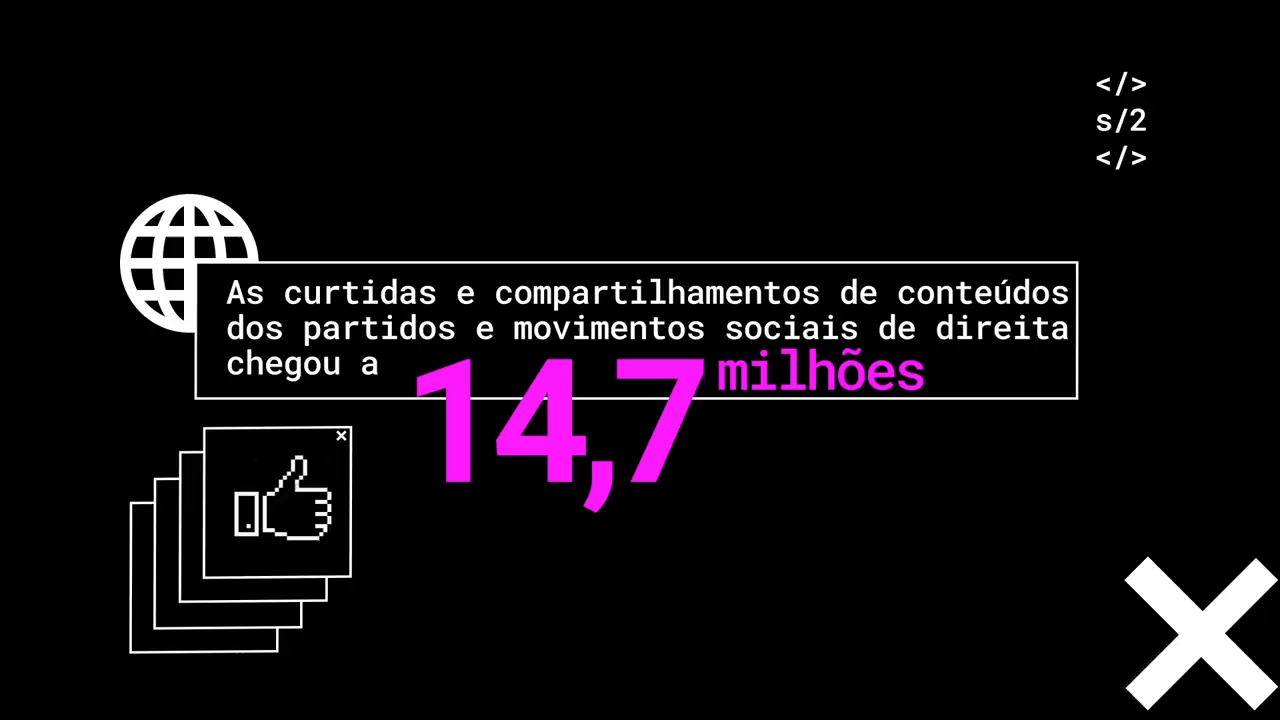 </>
s/2
</>
As curtidas e compartilhamentos de conteúdos
dos partidos e movimentos sociais de direita
chegou a 14,7 milhões